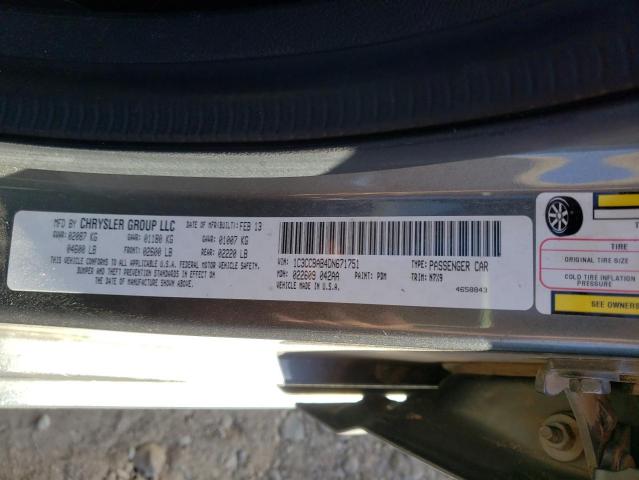 MFD BY CHRYSLER GROUP LLC DATE OF MFR(BUILT): FEB 13
GVWR: 02087 KG GAWR: 01180 KG GAWR: 01007 KG
04600 LB FRONT: 02600 LB REAR: 02220 LB
THIS VEHICLE CONFORMS TO ALL APPLICABLE U.S.A. FEDERAL MOTOR VEHICLE SAFETY,
BUMPER AND THEFT PREVENTION STANDARDS IN EFFECT ON
THE DATE OF MANUFACTURE SHOWN ABOVE.
VIN: 1C3CCBAB4DN671751 TYPE: PASSENGER CAR
MDH: 022609 042AA PAINT: PDM TRIM: N7X9
VEHICLE MADE IN U.S.A. 4658843
TIRE
ORIGINAL TIRE SIZE
COLD TIRE INFLATION
PRESSURE
SEE OWNERS